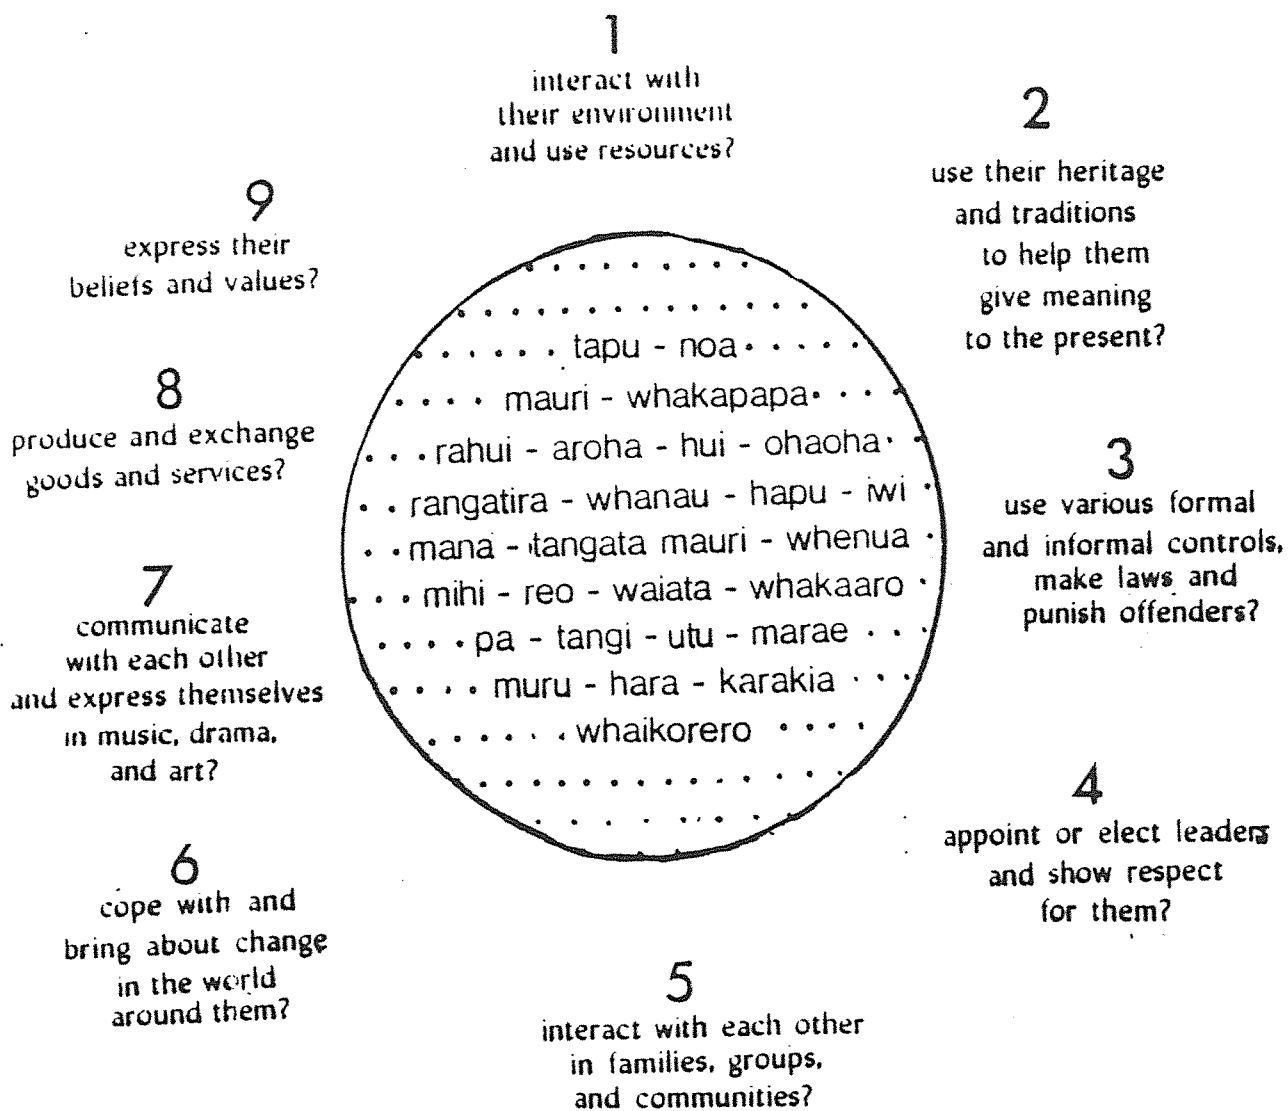 1
interact with
their environment
and use resources?
2
use their heritage
and traditions
to help them
give meaning
to the present?
3
use various formal
and informal controls,
make laws and
punish offenders?
4
appoint or elect leaders
and show respect
for them?
5
interact with each other
in families, groups,
and communities?
6
cope with and
bring about change
in the world
around them?
7
communicate
with each other
and express themselves
in music, drama,
and art?
8
produce and exchange
goods and services?
9
express their
beliefs and values?
tapu - noa
mauri - whakapapa
rahui - aroha - hui - ohaoha
rangatira - whanau - hapu - iwi
mana - tangata mauri - whenua
mihi - reo - waiata - whakaaro
pa - tangi - utu - marae
muru - hara - karakia
whaikorero